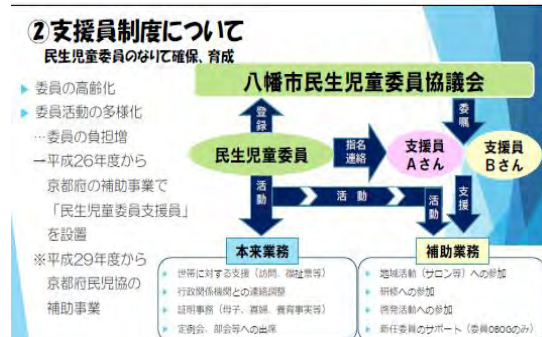 ②支援員制度について
民生児童委員のなりて確保、育成
▶ 委員の高齢化
▶ 委員活動の多様化
…委員の負担増
→平成26年度から
京都府の補助事業で
「民生児童委員支援員」
を設置
※平成29年度から
京都府民児協の
補助事業
八幡市民生児童委員協議会
登録
委嘱
民生児童委員
指名
連絡
支援員
Aさん
支援員
Bさん
活動
活動
活動
支援
本来業務
▶ 世帯に対する支援（訪問、福祉票等）
▶ 行政関係機関との連絡調整
▶ 証明事務（母子、寡婦、養育事実等）
▶ 定例会、部会等への出席
補助業務
▶ 地域活動（サロン等）への参加
▶ 研修への参加
▶ 啓発活動への参加
▶ 新任委員のサポート（委員OBOGのみ）